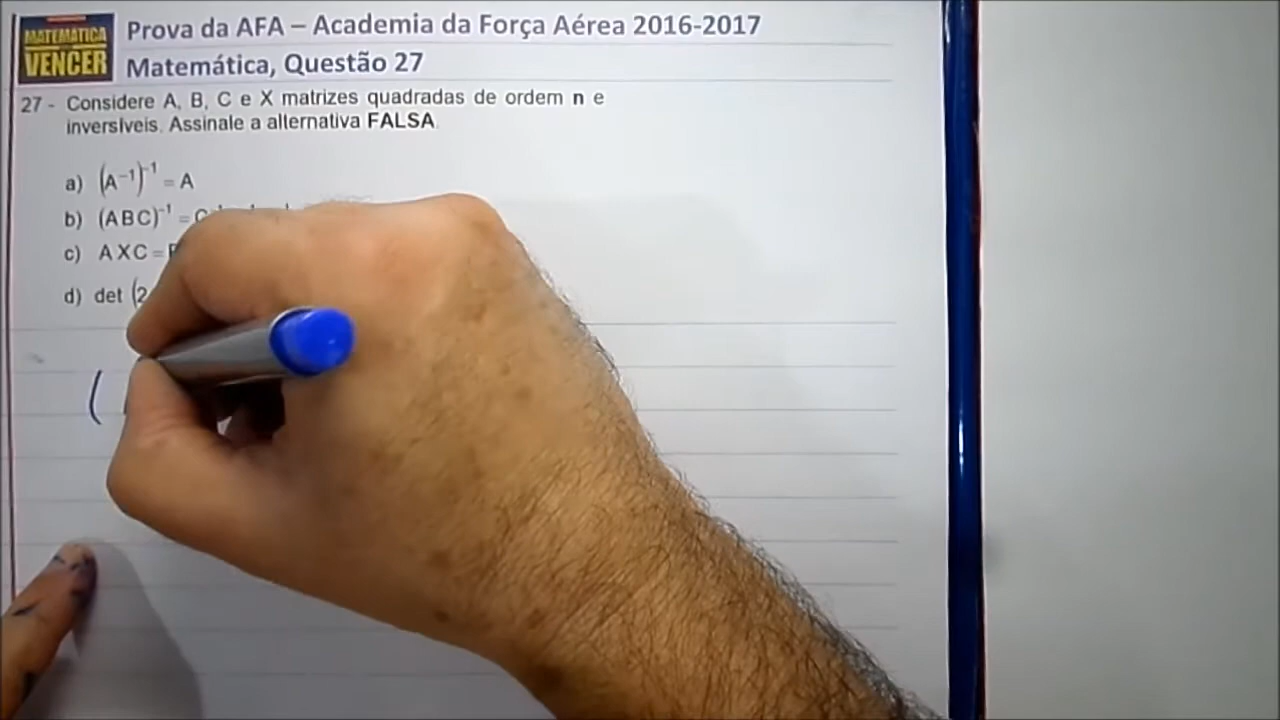 MATEMÁTICA
VENCER
Prova da AFA – Academia da Força Aérea 2016-2017
Matemática, Questão 27
27 - Considere A, B, C e X matrizes quadradas de ordem n e
inversíveis. Assinale a alternativa FALSA.
a) (A⁻¹)⁻¹ = A
b) (ABC)⁻¹ =
c) AXC =
d) det (2
(